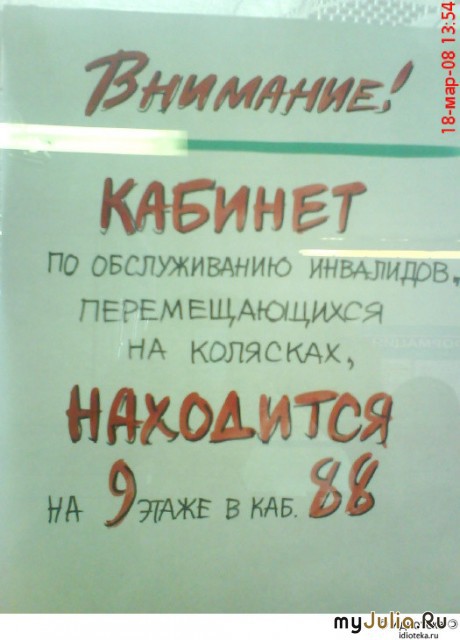 18-мар-08 13:54
Внимание!
КАБИНЕТ
ПО ОБСЛУЖИВАНИЮ ИНВАЛИДОВ,
ПЕРЕМЕЩАЮЩИХСЯ
НА КОЛЯСКАХ,
НАХОДИТСЯ
НА 9 ЭТАЖЕ В КАБ. 88
myJulia.Ru
idioteka.ru